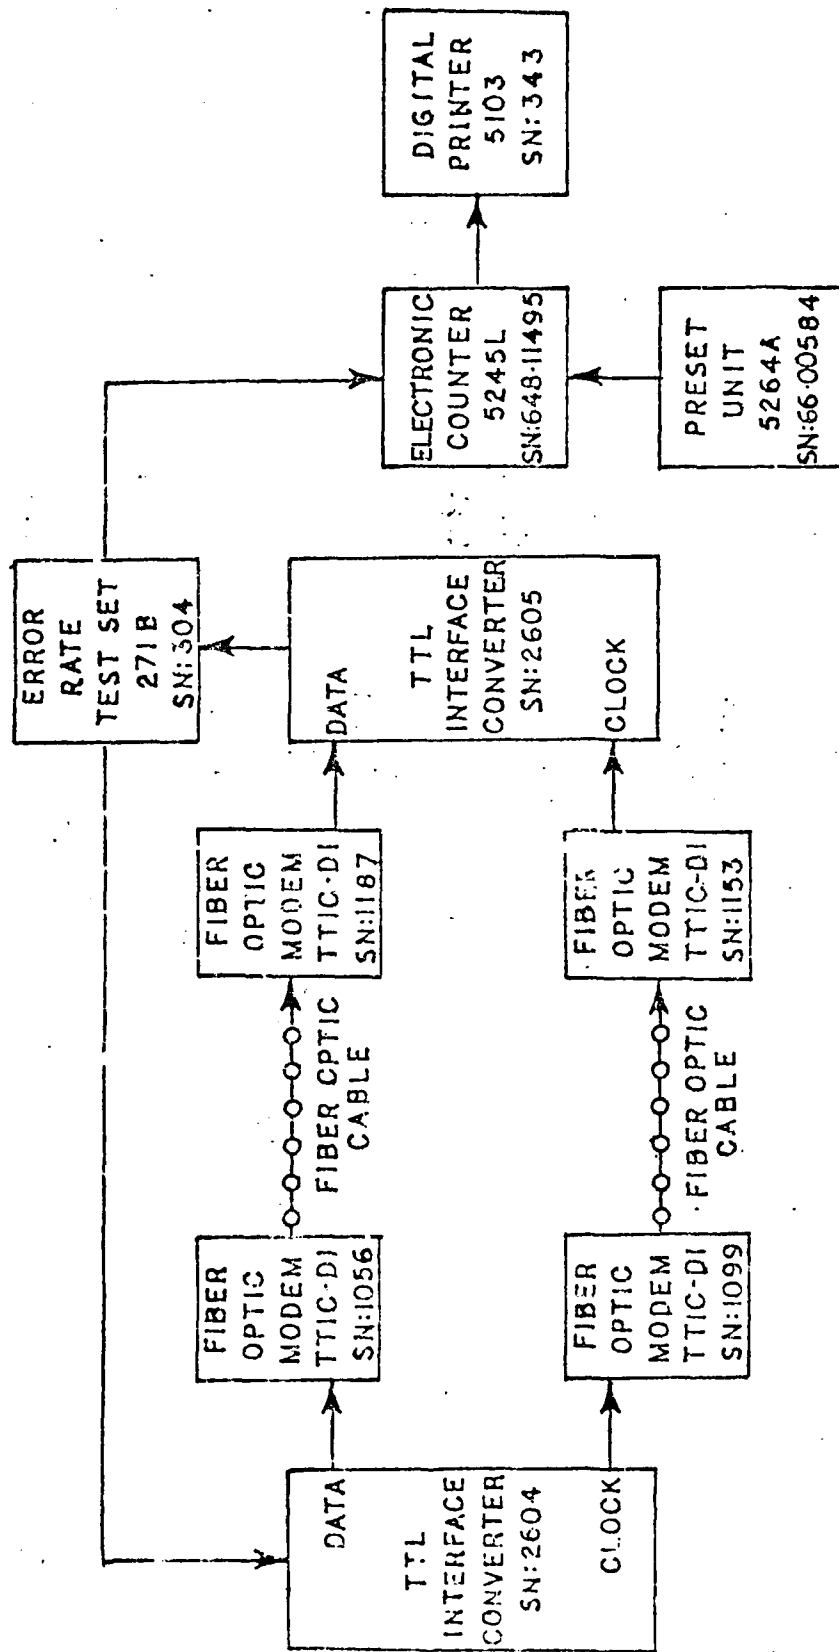 ERROR
RATE
TEST SET
271B
SN:304
TTL
INTERFACE
CONVERTER
SN:2604
DATA
CLOCK
FIBER
OPTIC
MODEM
TTIC-DI
SN:1056
FIBER OPTIC
CABLE
FIBER
OPTIC
MODEM
TTIC-DI
SN:1187
FIBER
OPTIC
MODEM
TTIC-DI
SN:1099
FIBER OPTIC
CABLE
FIBER
OPTIC
MODEM
TTIC-DI
SN:1153
DATA
TTL
INTERFACE
CONVERTER
SN:2605
CLOCK
ELECTRONIC
COUNTER
5245L
SN:648-11495
DIGITAL
PRINTER
5103
SN:343
PRESET
UNIT
5264A
SN:66-00584